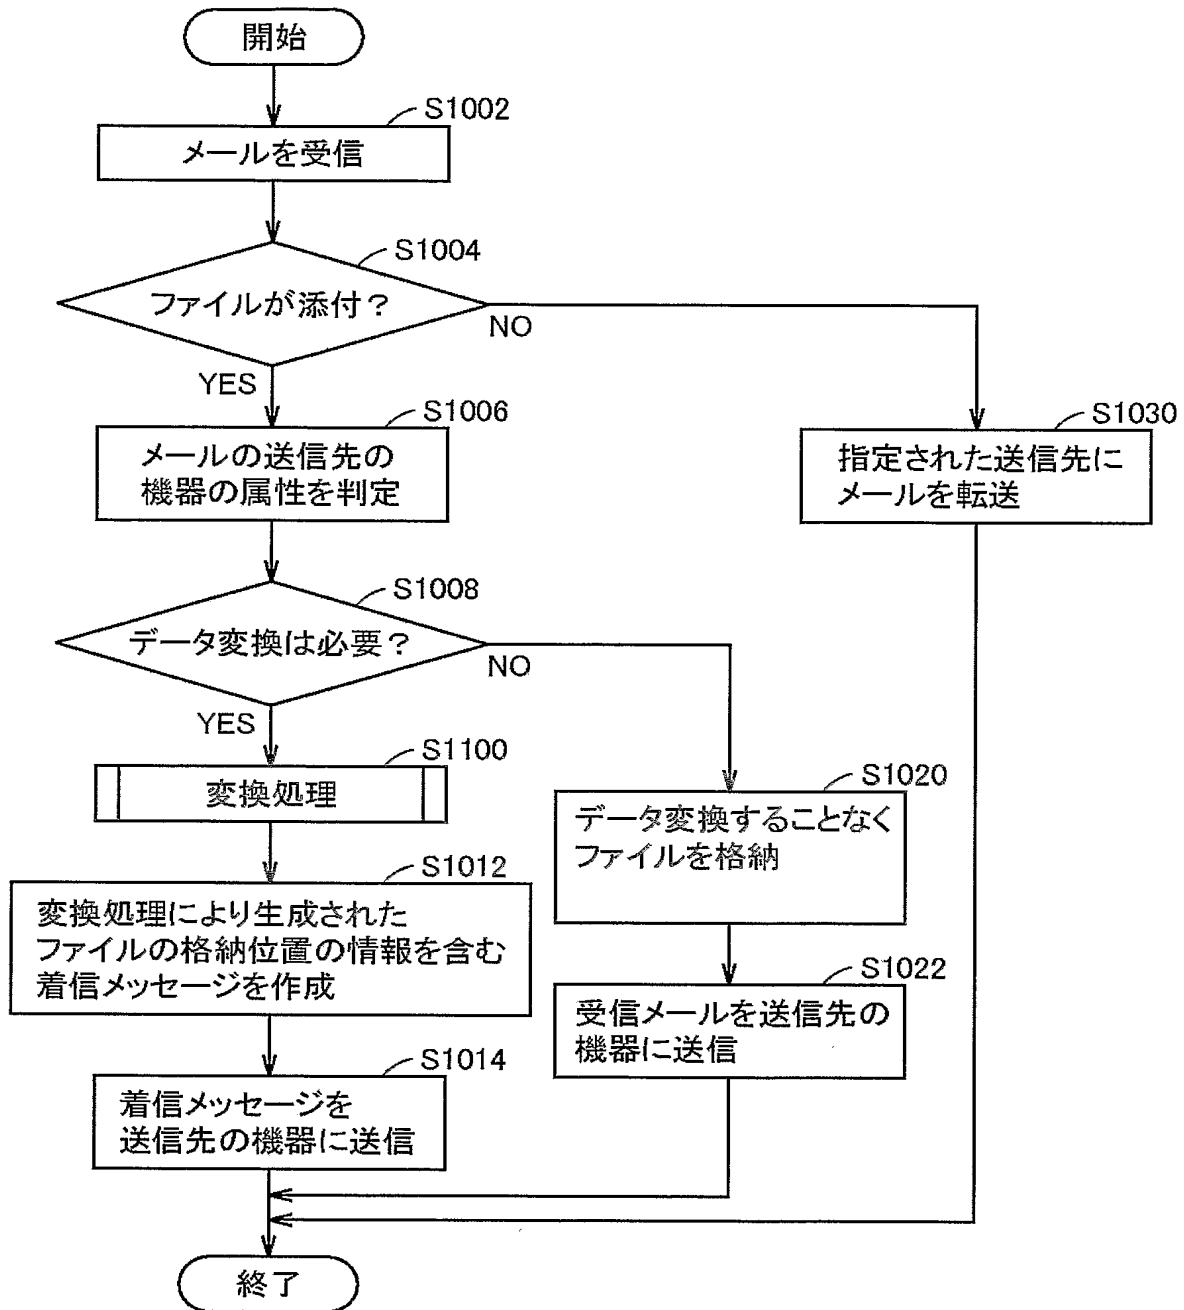 開始
S1002
メールを受信
S1004
ファイルが添付?
NO
YES
S1006
メールの送信先の
機器の属性を判定
S1030
指定された送信先に
メールを転送
S1008
データ変換は必要?
NO
YES
S1100
変換処理
S1020
データ変換することなく
ファイルを格納
S1012
変換処理により生成された
ファイルの格納位置の情報を含む
着信メッセージを作成
S1022
受信メールを送信先の
機器に送信
S1014
着信メッセージを
送信先の機器に送信
終了